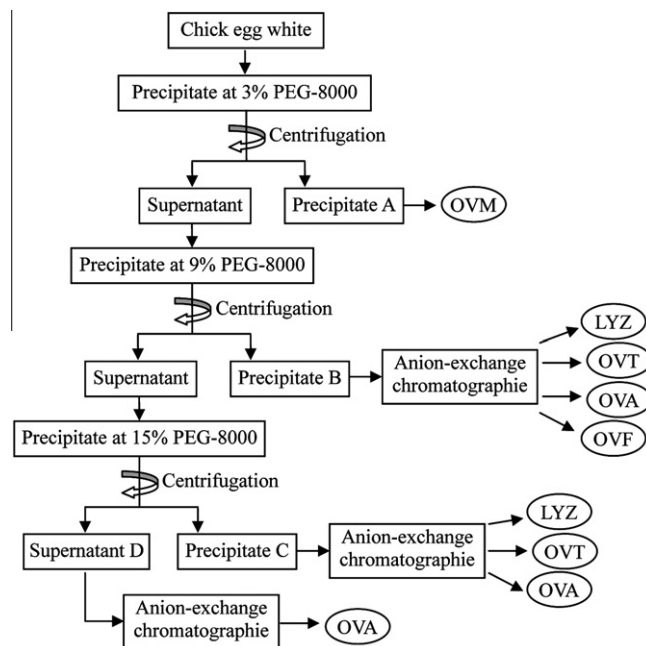 Chick egg white
Precipitate at 3% PEG-8000
Centrifugation
Supernatant
Precipitate A
OVM
Precipitate at 9% PEG-8000
Centrifugation
Supernatant
Precipitate B
Anion-exchange
chromatographie
LYZ
OVT
OVA
OVF
Precipitate at 15% PEG-8000
Centrifugation
Supernatant D
Precipitate C
Anion-exchange
chromatographie
LYZ
OVT
OVA
Anion-exchange
chromatographie
OVA